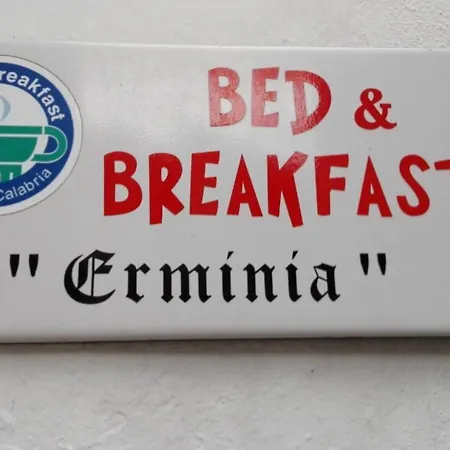 reakfast
Calabria
BED &
BREAKFAST
" Erminia "